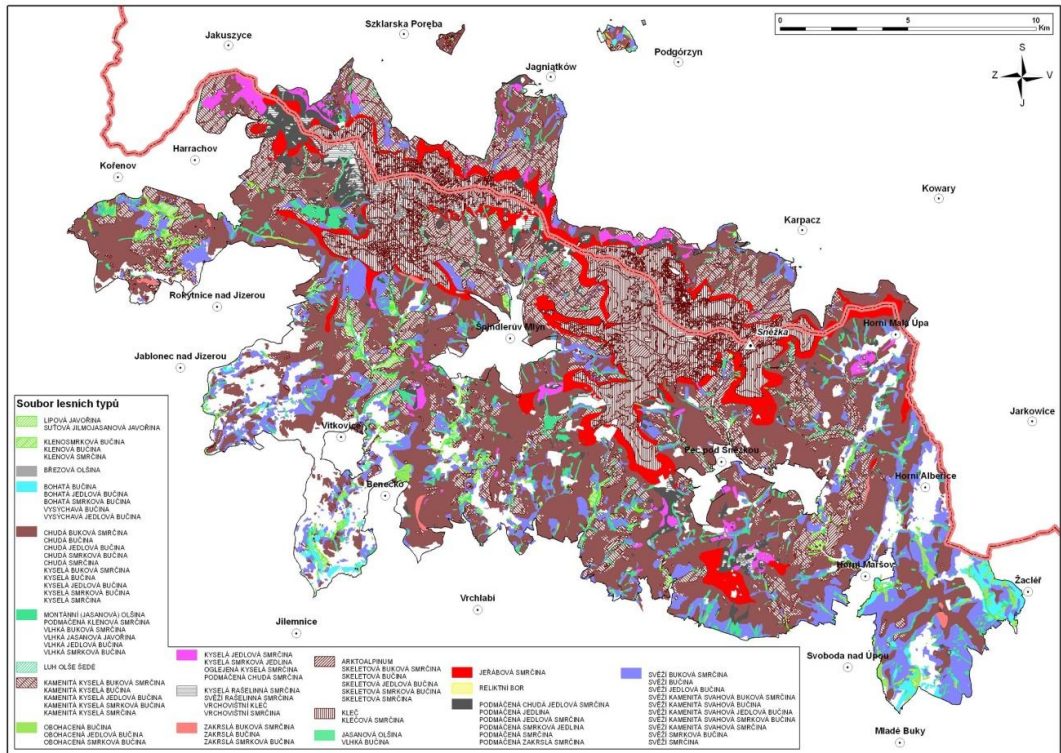 Szklarska Poręba
Jakuszyce
Podgórzyn
Jagniątków
0 5 10
Km
S
Z V
J
Harrachov
Kořenov
Kowary
Karpacz
Rokytnice nad Jizerou
Špindlerův Mlýn
Sněžka
Horní Malá Úpa
Jablonec nad Jizerou
Jarkowice
Vítkovice
Pec pod Sněžkou
Benecko
Horní Albeřice
Horní Maršov
Žacléř
Vrchlabí
Jilemnice
Svoboda nad Úpou
Mladé Buky
Soubor lesních typů
LIPOVÁ JAVOŘINA
SUŤOVÁ JILMOJASANOVÁ JAVOŘINA
KLENOSMRKOVÁ BUČINA
KLENOVÁ BUČINA
KLENOVÁ SMRČINA
BŘEZOVÁ OLŠINA
BOHATÁ BUČINA
BOHATÁ JEDLOVÁ BUČINA
BOHATÁ SMRKOVÁ BUČINA
VYSÝCHAVÁ BUČINA
VYSÝCHAVÁ JEDLOVÁ BUČINA
CHUDÁ BUKOVÁ SMRČINA
CHUDÁ BUČINA
CHUDÁ JEDLOVÁ BUČINA
CHUDÁ SMRKOVÁ BUČINA
CHUDÁ SMRČINA
KYSELÁ BUKOVÁ SMRČINA
KYSELÁ BUČINA
KYSELÁ JEDLOVÁ BUČINA
KYSELÁ SMRKOVÁ BUČINA
KYSELÁ SMRČINA
MONTÁNNÍ (JASANOVÁ) OLŠINA
PODMÁČENÁ KLENOVÁ SMRČINA
VLHKÁ BUKOVÁ SMRČINA
VLHKÁ JASANOVÁ JAVOŘINA
VLHKÁ JEDLOVÁ BUČINA
VLHKÁ SMRKOVÁ BUČINA
LUH OLŠE ŠEDÉ
KAMENITÁ KYSELÁ BUKOVÁ SMRČINA
KAMENITÁ KYSELÁ BUČINA
KAMENITÁ KYSELÁ JEDLOVÁ BUČINA
KAMENITÁ KYSELÁ SMRKOVÁ BUČINA
KAMENITÁ KYSELÁ SMRČINA
OBOHACENÁ BUČINA
OBOHACENÁ JEDLOVÁ BUČINA
OBOHACENÁ SMRKOVÁ BUČINA
KYSELÁ JEDLOVÁ SMRČINA
KYSELÁ SMRKOVÁ JEDLINA
OGLEJENÁ KYSELÁ SMRČINA
PODMÁČENÁ CHUDÁ SMRČINA
KYSELÁ RAŠELINNÁ SMRČINA
SVĚŽÍ RAŠELINNÁ SMRČINA
VRCHOVIŠTNÍ KLEČ
VRCHOVIŠTNÍ SMRČINA
ZAKRSLÁ BUKOVÁ SMRČINA
ZAKRSLÁ BUČINA
ZAKRSLÁ SMRKOVÁ BUČINA
ARKTOALPINUM
SKELETOVÁ BUKOVÁ SMRČINA
SKELETOVÁ BUČINA
SKELETOVÁ JEDLOVÁ BUČINA
SKELETOVÁ SMRKOVÁ BUČINA
SKELETOVÁ SMRČINA
KLEČ
KLEČOVÁ SMRČINA
JASANOVÁ OLŠINA
VLHKÁ BUČINA
JEŘÁBOVÁ SMRČINA
RELIKTNÍ BOR
PODMÁČENÁ CHUDÁ JEDLOVÁ SMRČINA
PODMÁČENÁ JEDLINA
PODMÁČENÁ JEDLOVÁ SMRČINA
PODMÁČENÁ SMRKOVÁ JEDLINA
PODMÁČENÁ SMRČINA
PODMÁČENÁ ZAKRSLÁ SMRČINA
SVĚŽÍ BUKOVÁ SMRČINA
SVĚŽÍ BUČINA
SVĚŽÍ JEDLOVÁ BUČINA
SVĚŽÍ KAMENITÁ SVAHOVÁ BUKOVÁ SMRČINA
SVĚŽÍ KAMENITÁ SVAHOVÁ BUČINA
SVĚŽÍ KAMENITÁ SVAHOVÁ JEDLOVÁ BUČINA
SVĚŽÍ KAMENITÁ SVAHOVÁ SMRKOVÁ BUČINA
SVĚŽÍ SMRKOVÁ BUČINA
SVĚŽÍ SMRČINA